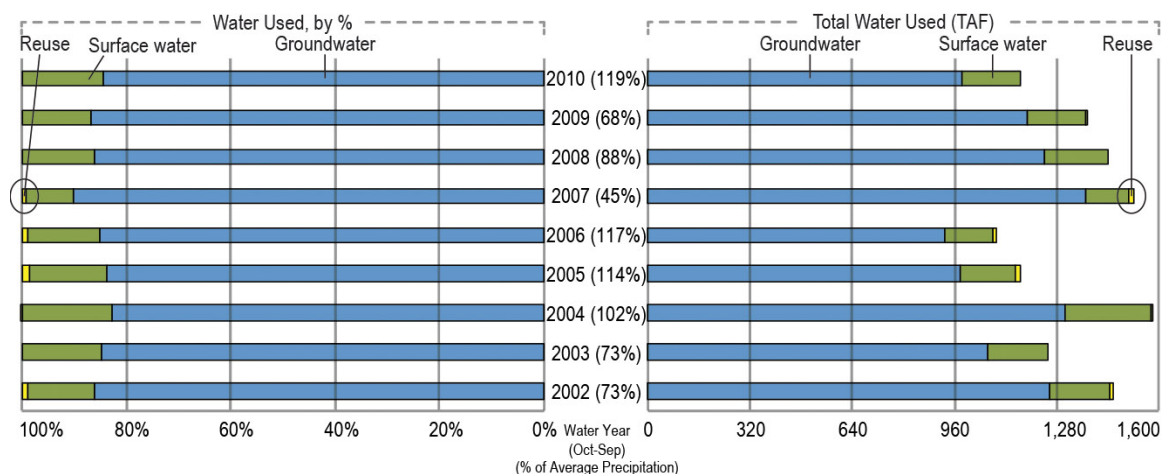 Water Used, by %
Total Water Used (TAF)
Reuse
Surface water
Groundwater
Groundwater
Surface water
Reuse
2010 (119%)
2009 (68%)
2008 (88%)
2007 (45%)
2006 (117%)
2005 (114%)
2004 (102%)
2003 (73%)
2002 (73%)
100% 80% 60% 40% 20% 0% Water Year 0 320 640 960 1,280 1,600
(Oct-Sep)
(% of Average Precipitation)